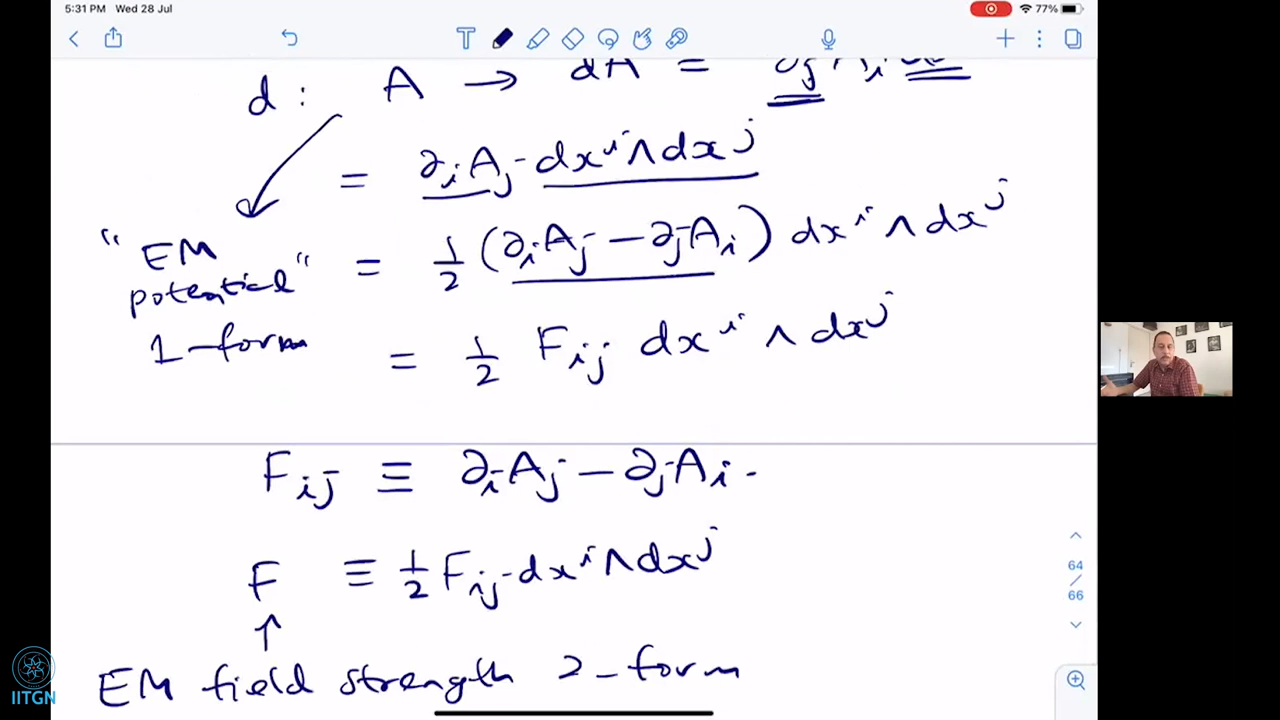 5:31 PM Wed 28 Jul
77%
d : A → dA =
= ∂ᵢAⱼ dxⁱ∧dxʲ
"EM potential" 1-form
= 1/2 (∂ᵢAⱼ − ∂ⱼAᵢ) dxⁱ ∧ dxʲ
= 1/2 Fᵢⱼ dxⁱ ∧ dxʲ
Fᵢⱼ ≡ ∂ᵢAⱼ − ∂ⱼAᵢ .
F ≡ 1/2 Fᵢⱼ dxⁱ∧dxʲ
↑
EM field strength 2-form
64
/
66
IITGN